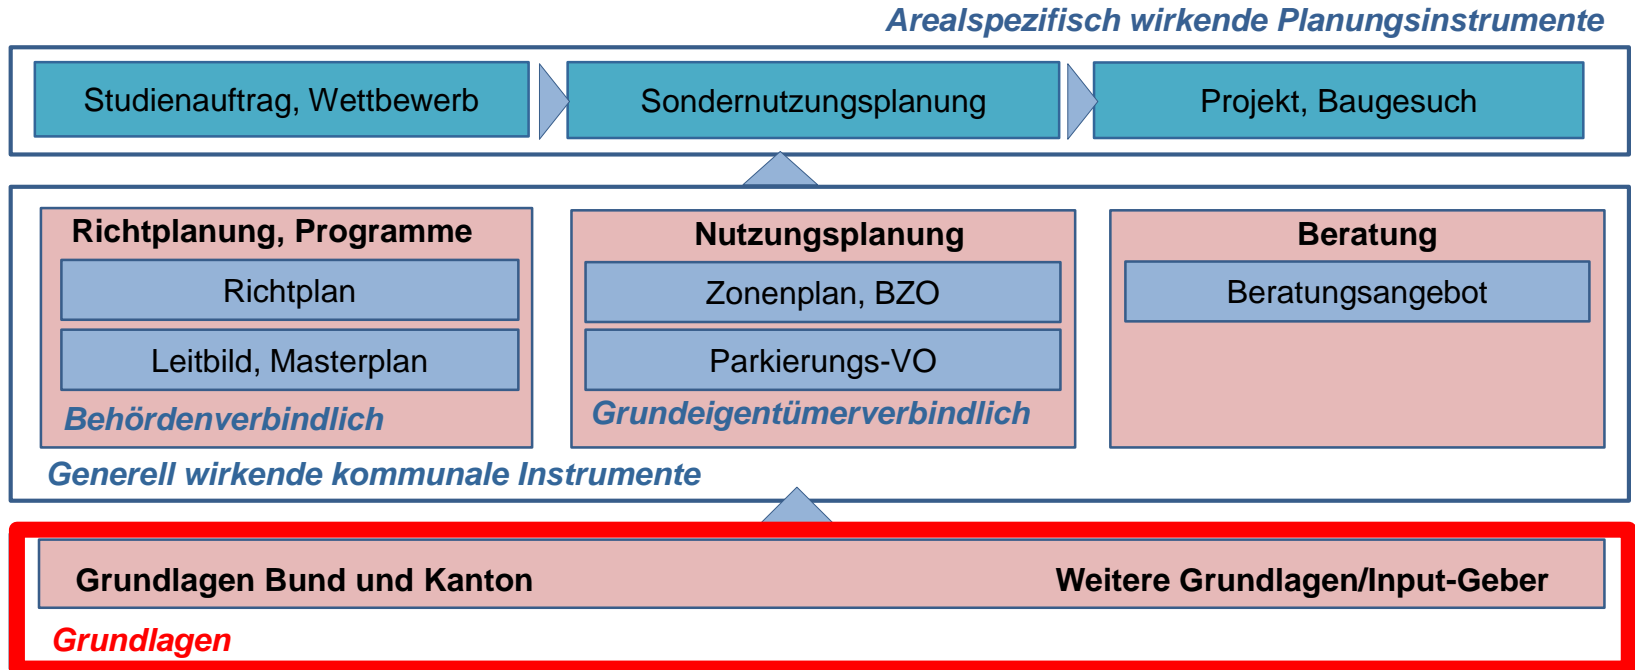 Arealspezifisch wirkende Planungsinstrumente
Studienauftrag, Wettbewerb
Sondernutzungsplanung
Projekt, Baugesuch
Richtplanung, Programme
Richtplan
Leitbild, Masterplan
Behördenverbindlich
Nutzungsplanung
Zonenplan, BZO
Parkierungs-VO
Grundeigentümerverbindlich
Beratung
Beratungsangebot
Generell wirkende kommunale Instrumente
Grundlagen Bund und Kanton
Weitere Grundlagen/Input-Geber
Grundlagen